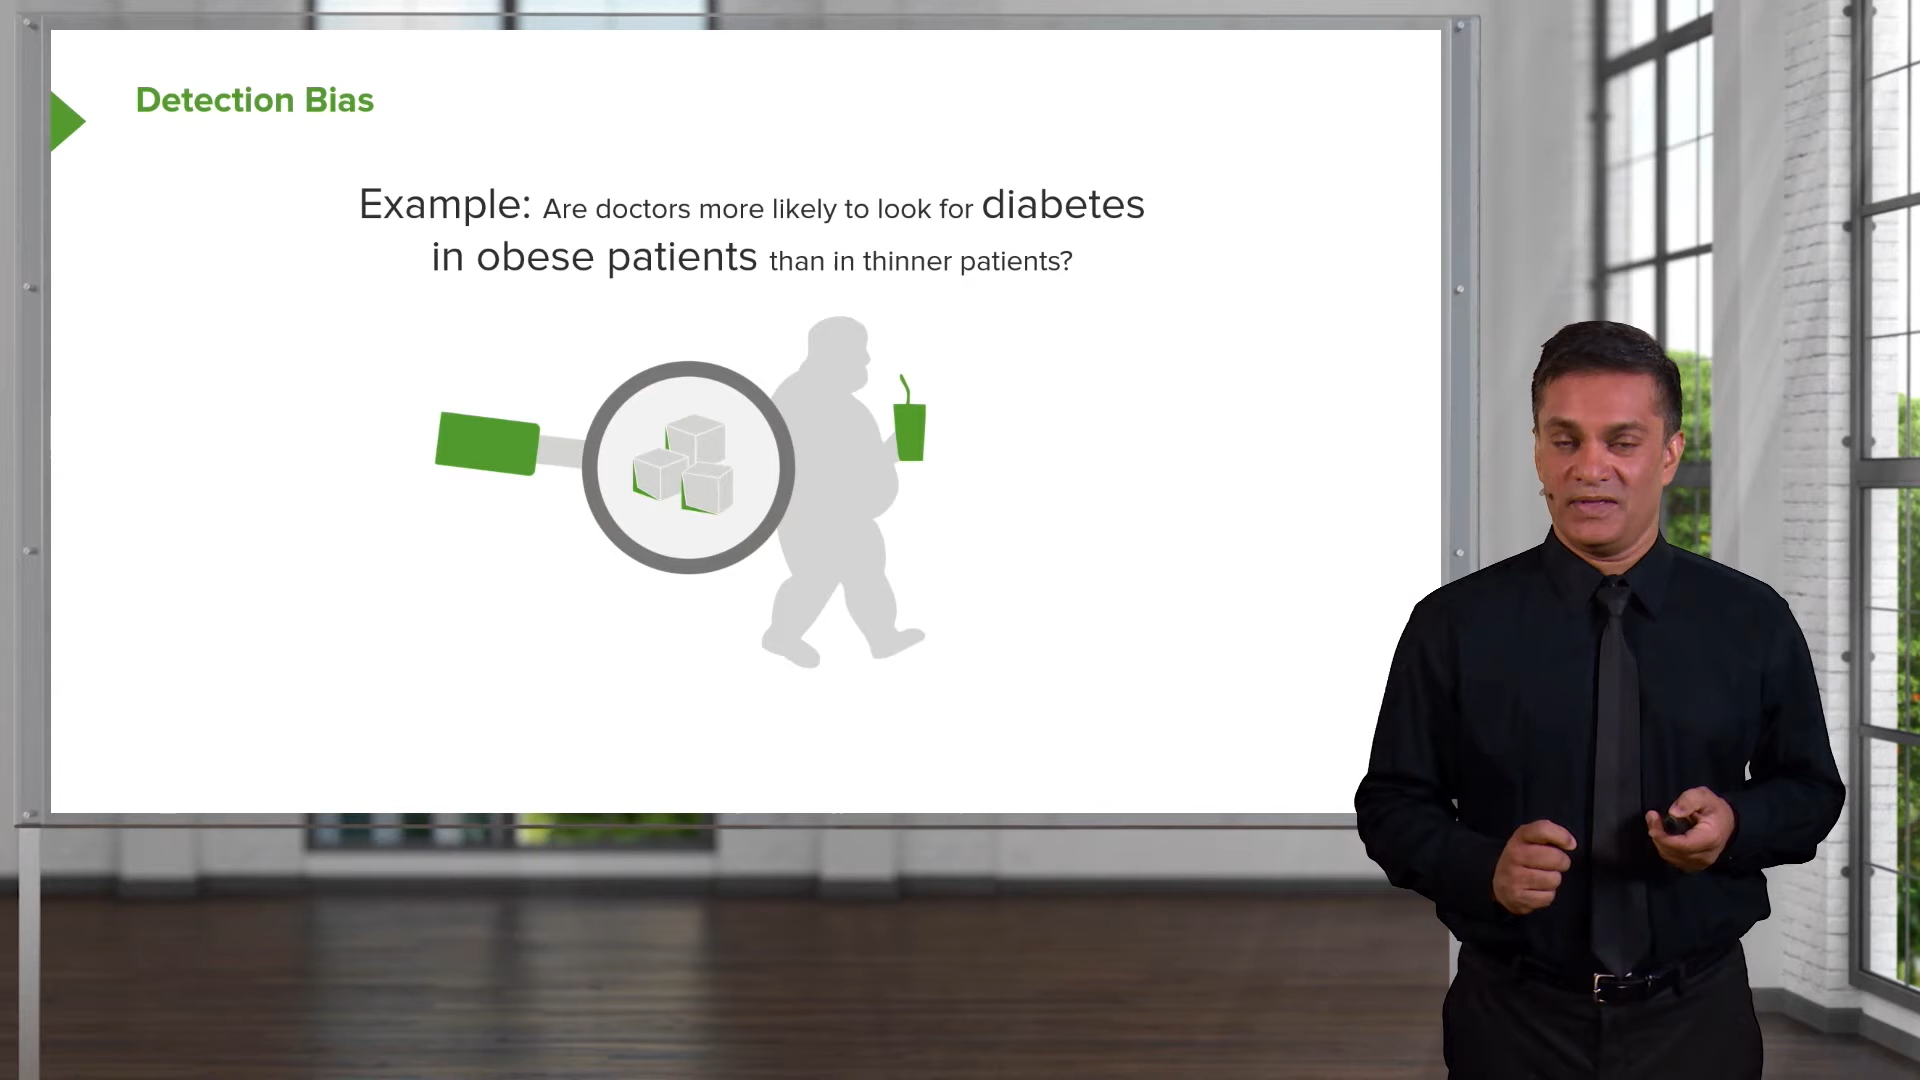 Detection Bias
Example: Are doctors more likely to look for diabetes
in obese patients than in thinner patients?